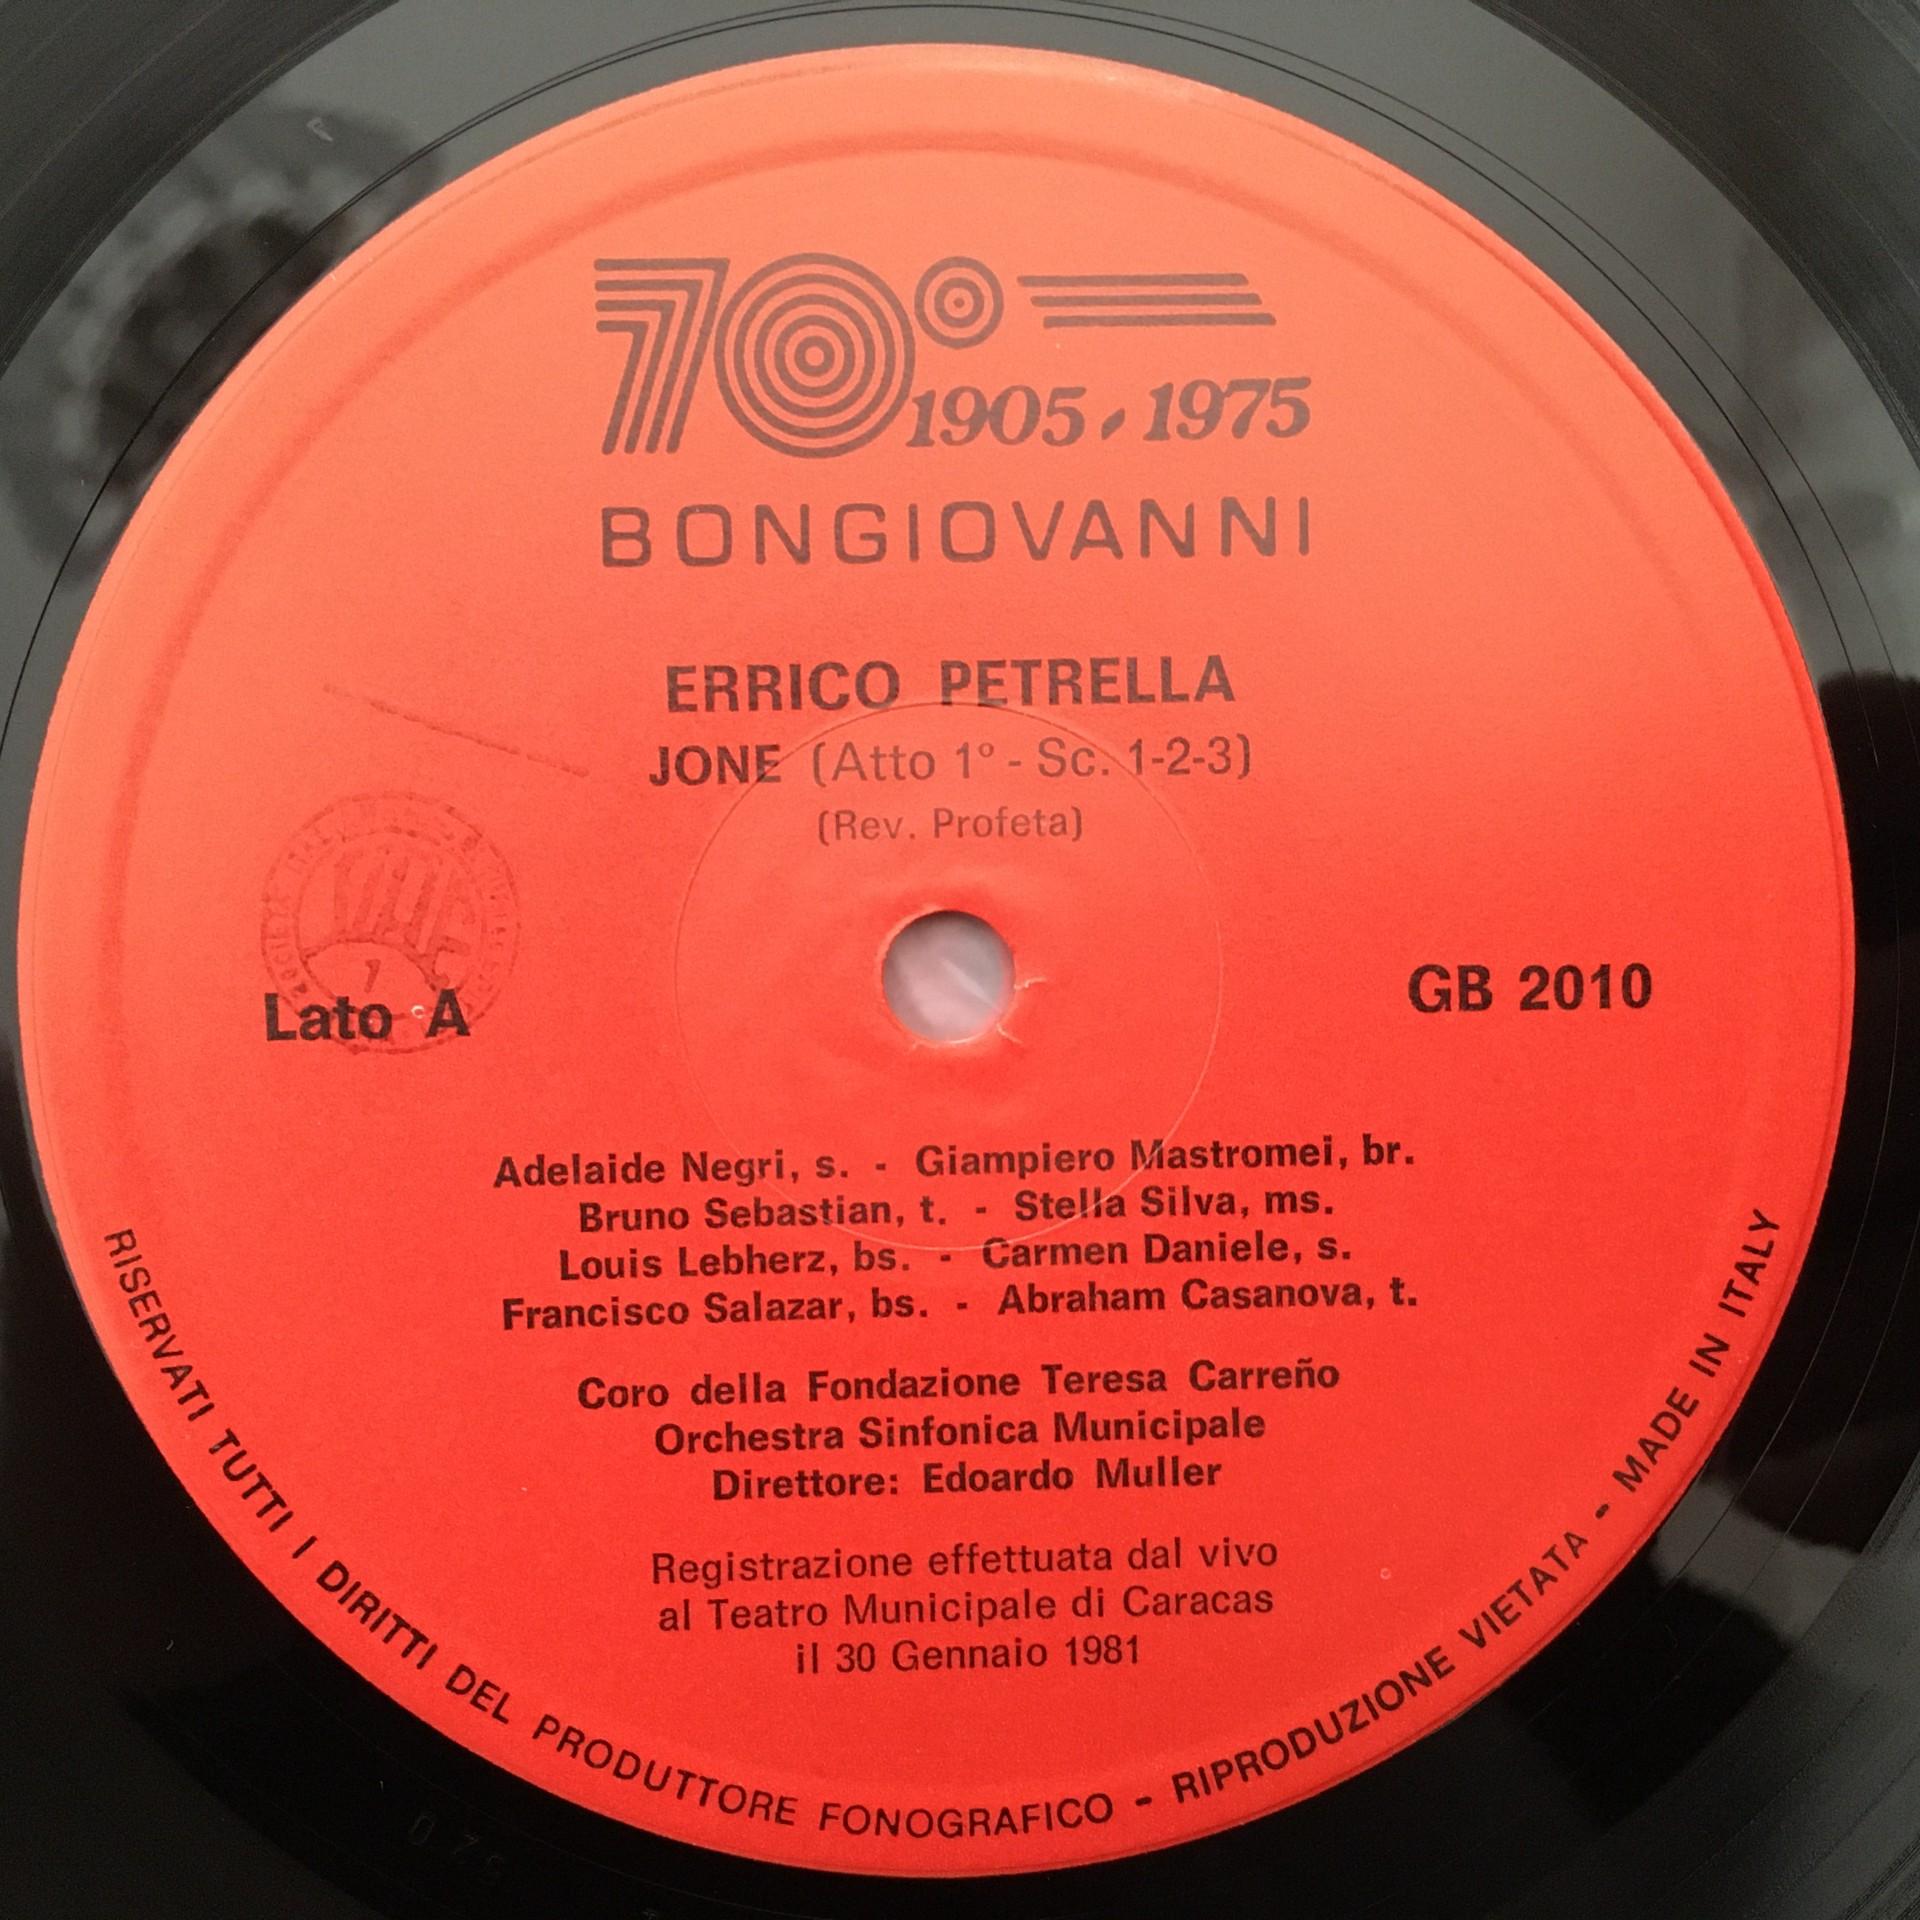 70°
1905-1975
BONGIOVANNI
ERRICO PETRELLA
JONE (Atto 1° - Sc. 1-2-3)
(Rev. Profeta)
SIAE
1
Lato A
GB 2010
Adelaide Negri, s. - Giampiero Mastromei, br.
Bruno Sebastian, t. - Stella Silva, ms.
Louis Lebherz, bs. - Carmen Daniele, s.
Francisco Salazar, bs. - Abraham Casanova, t.
Coro della Fondazione Teresa Carreño
Orchestra Sinfonica Municipale
Direttore: Edoardo Muller
Registrazione effettuata dal vivo
al Teatro Municipale di Caracas
il 30 Gennaio 1981
RISERVATI TUTTI I DIRITTI DEL PRODUTTORE FONOGRAFICO - RIPRODUZIONE VIETATA - MADE IN ITALY